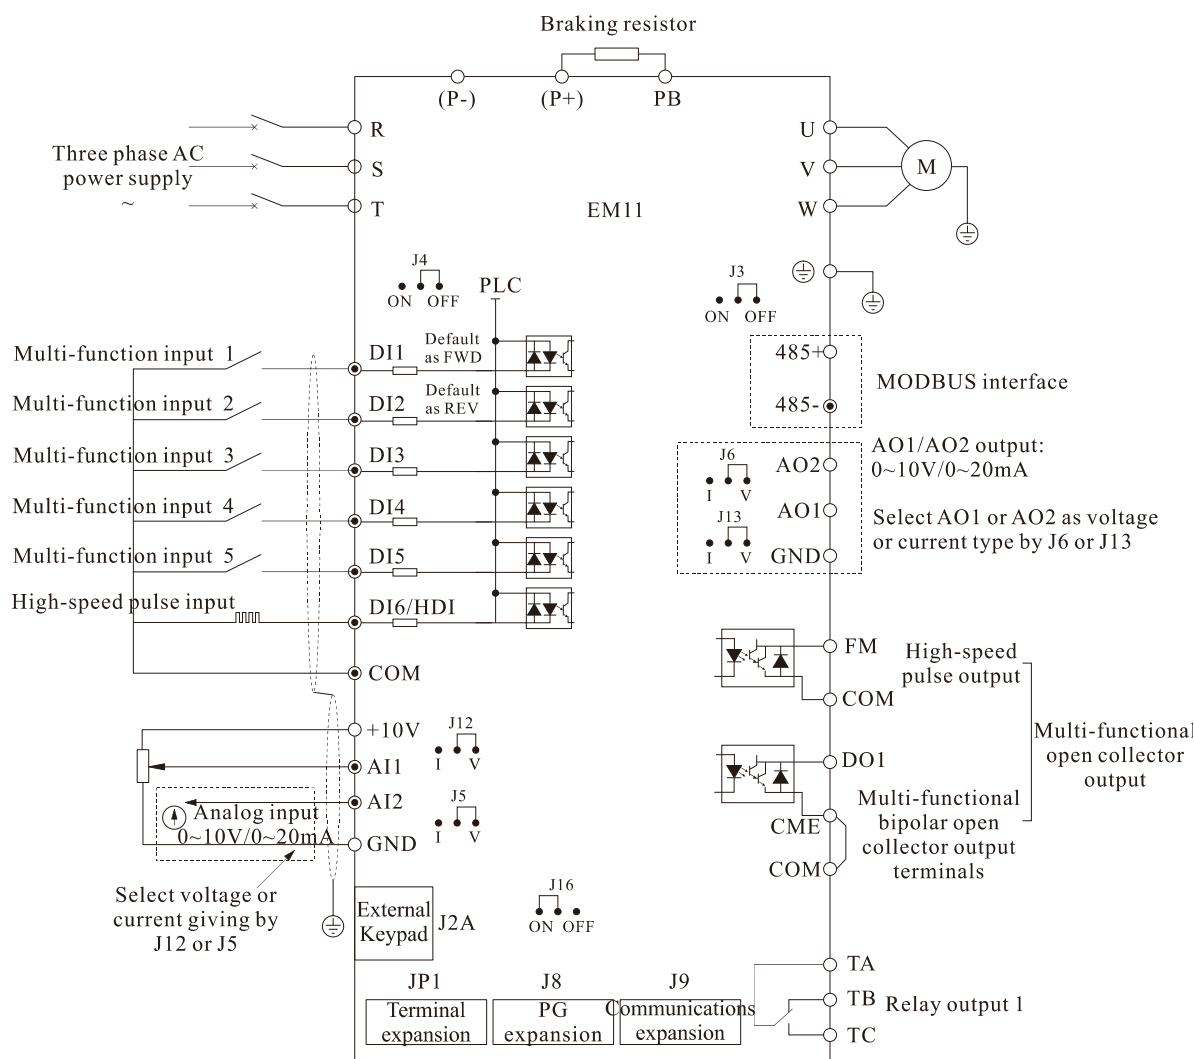 Braking resistor
(P-)
(P+)
PB
R
S
T
Three phase AC
power supply
~
U
V
W
M
EM11
J4
ON OFF
PLC
J3
ON OFF
Multi-function input 1
DI1
Default
as FWD
Multi-function input 2
DI2
Default
as REV
Multi-function input 3
DI3
Multi-function input 4
DI4
Multi-function input 5
DI5
High-speed pulse input
DI6/HDI
COM
485+
485-
MODBUS interface
J6
I V
AO2
J13
I V
AO1
GND
AO1/AO2 output:
0~10V/0~20mA
Select AO1 or AO2 as voltage
or current type by J6 or J13
FM
COM
High-speed
pulse output
DO1
CME
COM
Multi-functional
bipolar open
collector output
terminals
Multi-functional
open collector
output
+10V
AI1
AI2
GND
J12
I V
J5
I V
Analog input
0~10V/0~20mA
Select voltage or
current giving by
J12 or J5
External
Keypad
J2A
J16
ON OFF
JP1
Terminal
expansion
J8
PG
expansion
J9
Communications
expansion
TA
TB
TC
Relay output 1